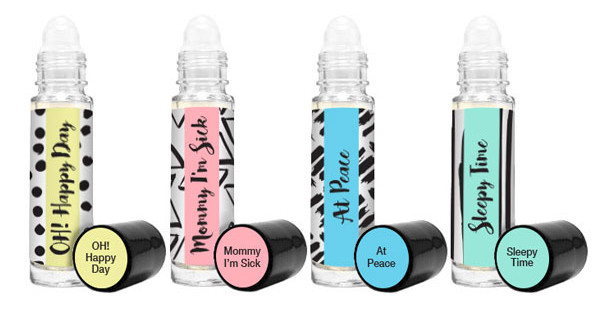 OH! Happy Day
Mommy I'm Sick
At Peace
Sleepy Time
OH!
Happy
Day
Mommy
I'm Sick
At
Peace
Sleepy
Time